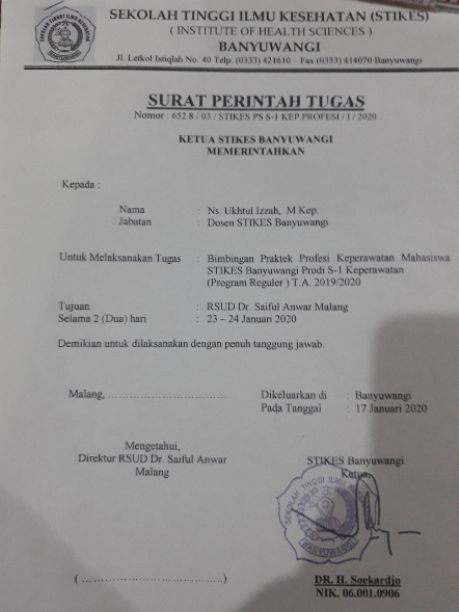 SEKOLAH TINGGI ILMU KESEHATAN (STIKES)
( INSTITUTE OF HEALTH SCIENCES )
BANYUWANGI
Jl. Letkol Istiqlah No. 40 Telp. (0333) 421610 – Fax (0333) 414070 Banyuwangi
SURAT PERINTAH TUGAS
Nomor : 652.8 / 03 / STIKES PS S-1 KEP PROFESI / I / 2020
KETUA STIKES BANYUWANGI
MEMERINTAHKAN
Kepada :
Nama : Ns. Ukhtul Izzah, M.Kep.
Jabatan : Dosen STIKES Banyuwangi
Untuk Melaksanakan Tugas : Bimbingan Praktek Profesi Keperawatan Mahasiswa
STIKES Banyuwangi Prodi S-1 Keperawatan
(Program Reguler ) T.A. 2019/2020
Tujuan : RSUD Dr. Saiful Anwar Malang
Selama 2 (Dua) hari : 23 – 24 Januari 2020
Demikian untuk dilaksanakan dengan penuh tanggung jawab.
Malang, ................................
Dikeluarkan di : Banyuwangi
Pada Tanggal : 17 Januari 2020
Mengetahui,
Direktur RSUD Dr. Saiful Anwar
Malang
( ..................................... )
STIKES Banyuwangi
Ketua,
SEKOLAH TINGGI ILMU
BANYUWANGI
DR. H. Soekardjo
NIK. 06.001.0906